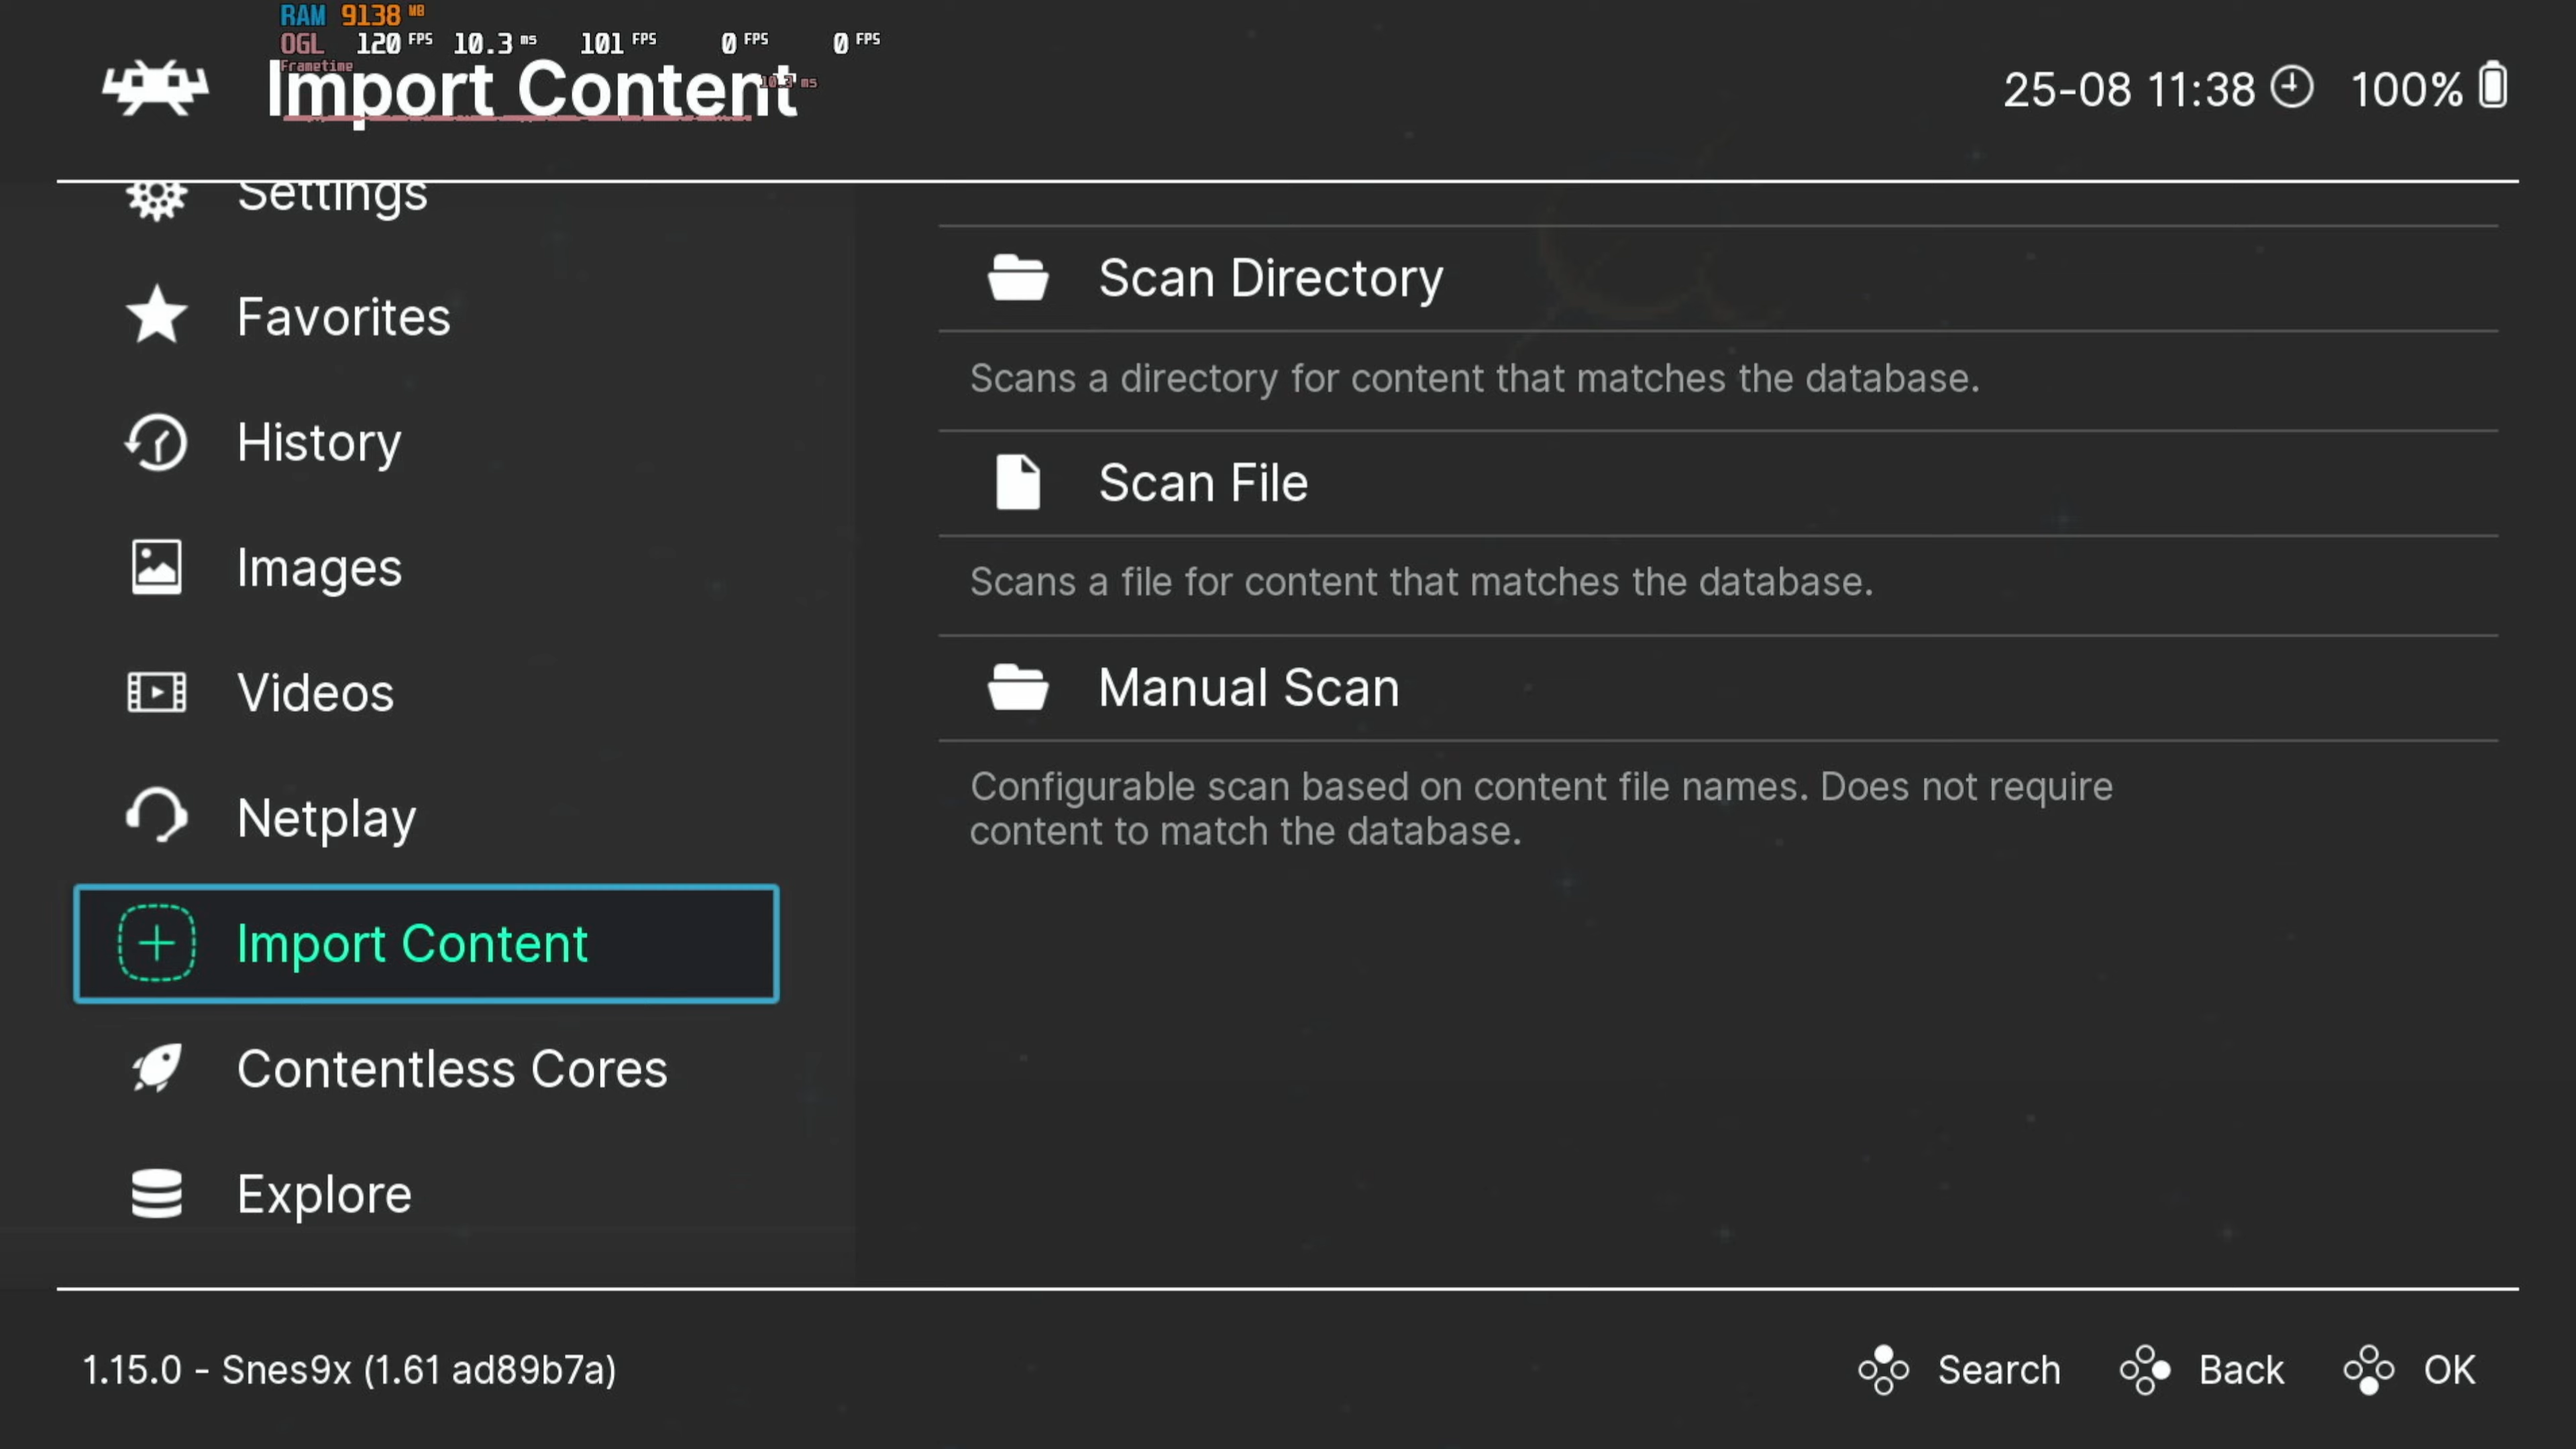 RAM 9138 MB
OGL 120 FPS 10.3 ms 101 FPS 0 FPS 0 FPS
Frametime
10.3 ms
Import Content
25-08 11:38
100%
Settings
Favorites
History
Images
Videos
Netplay
Import Content
Contentless Cores
Explore
Scan Directory
Scans a directory for content that matches the database.
Scan File
Scans a file for content that matches the database.
Manual Scan
Configurable scan based on content file names. Does not require
content to match the database.
1.15.0 - Snes9x (1.61 ad89b7a)
Search
Back
OK